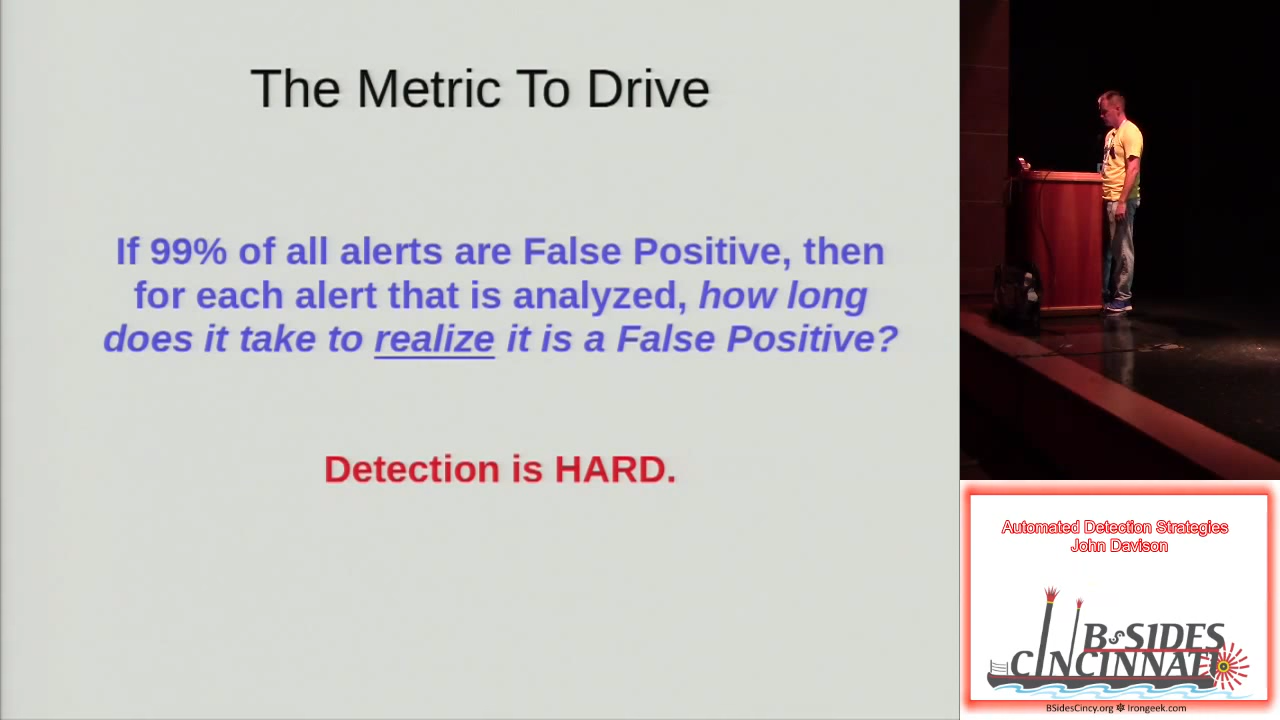 The Metric To Drive
If 99% of all alerts are False Positive, then
for each alert that is analyzed, how long
does it take to realize it is a False Positive?
Detection is HARD.
Automated Detection Strategies
John Davison
BSIDES
CINCINNATI
BSidesCincy.org ✽ Irongeek.com